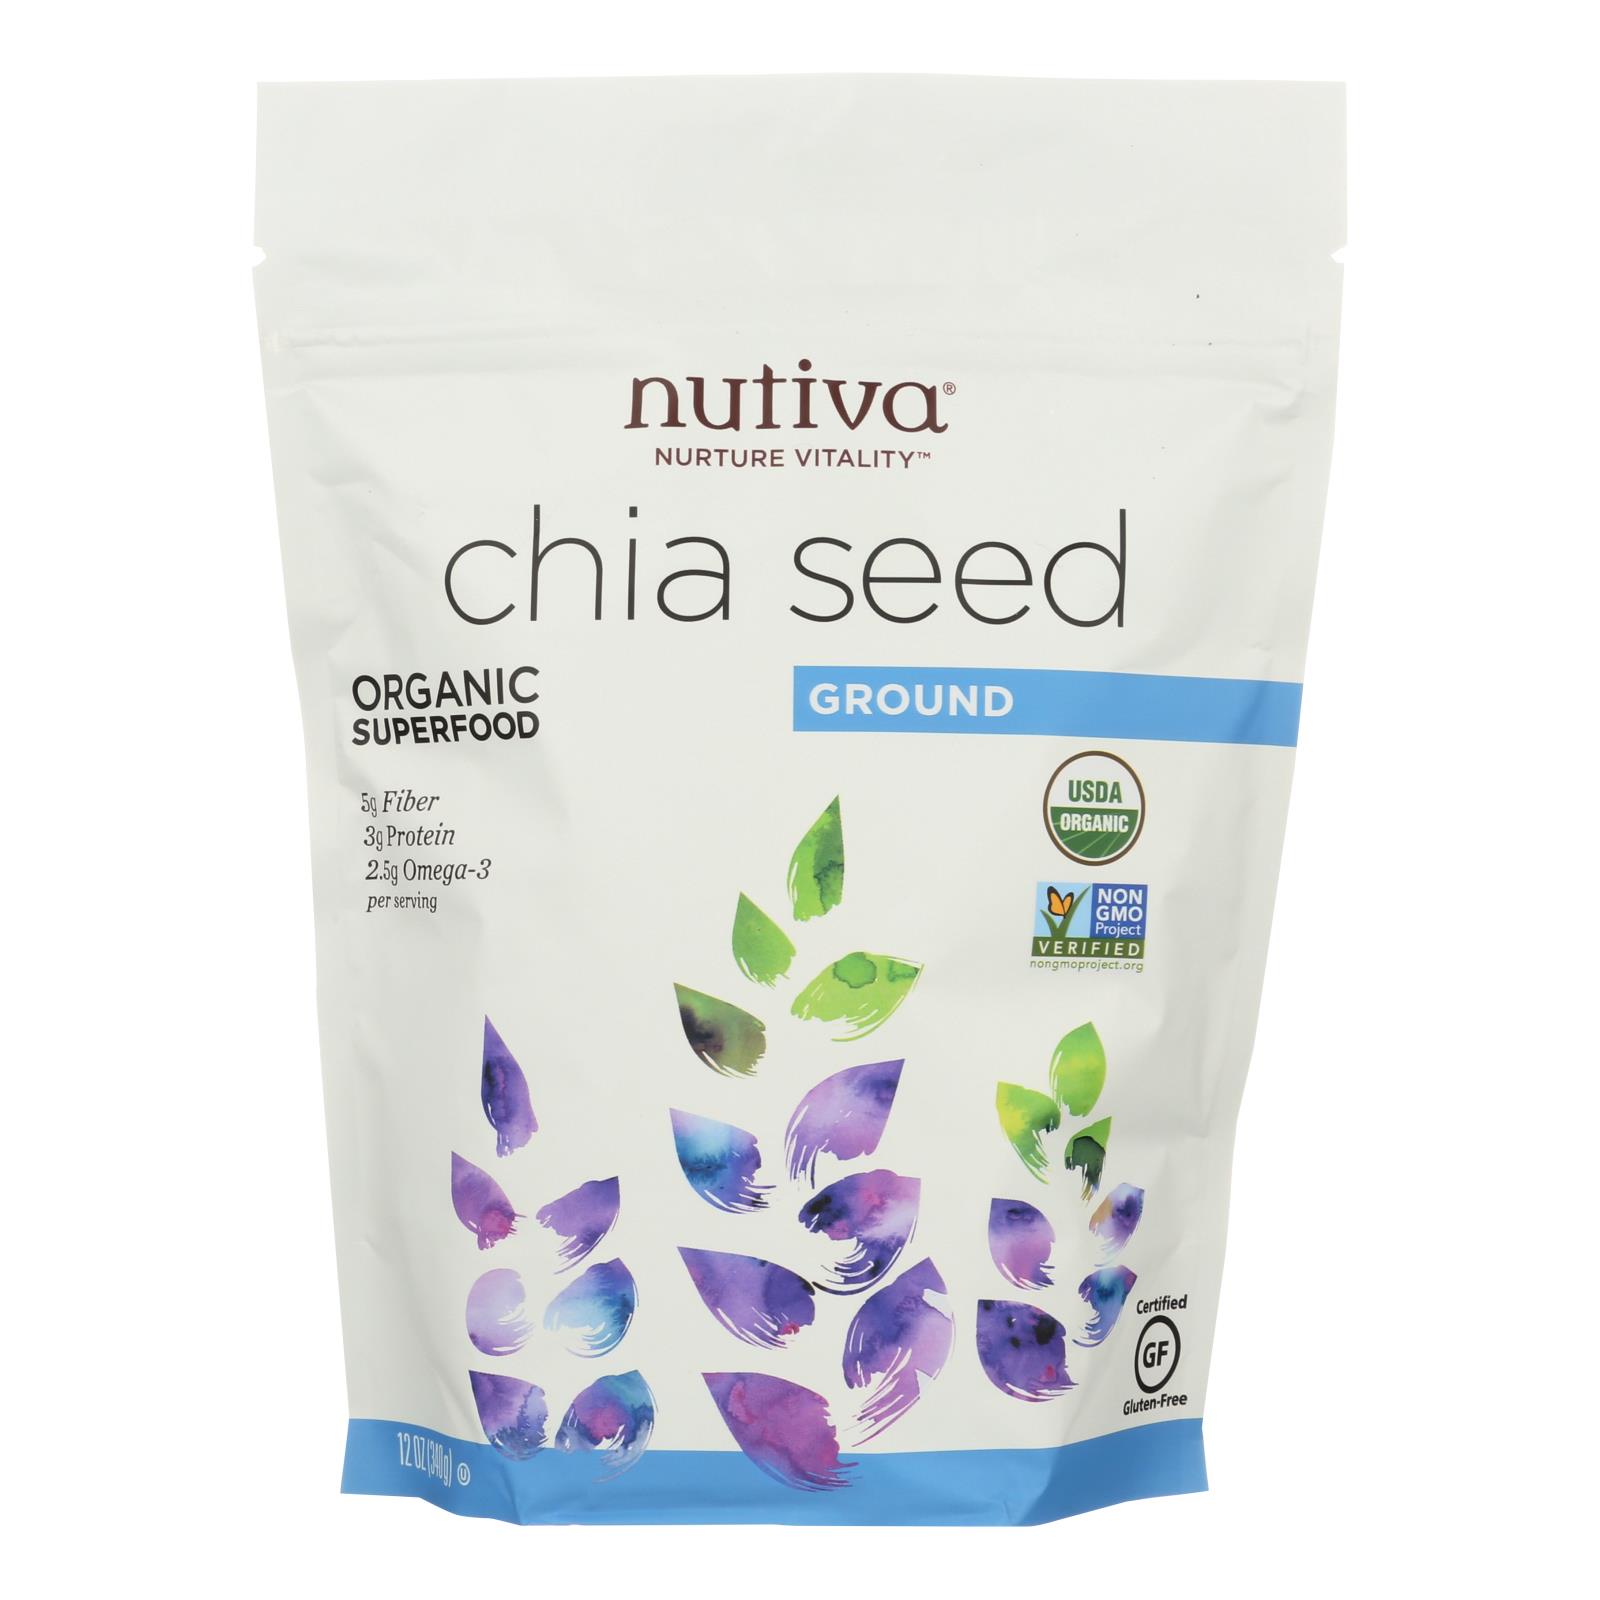 nutiva®
NURTURE VITALITY™
chia seed
ORGANIC
SUPERFOOD
GROUND
5g Fiber
3g Protein
2.5g Omega-3
per serving
USDA
ORGANIC
NON
GMO
Project
VERIFIED
nongmoproject.org
Certified
GF
Gluten-Free
12 OZ (340g) U